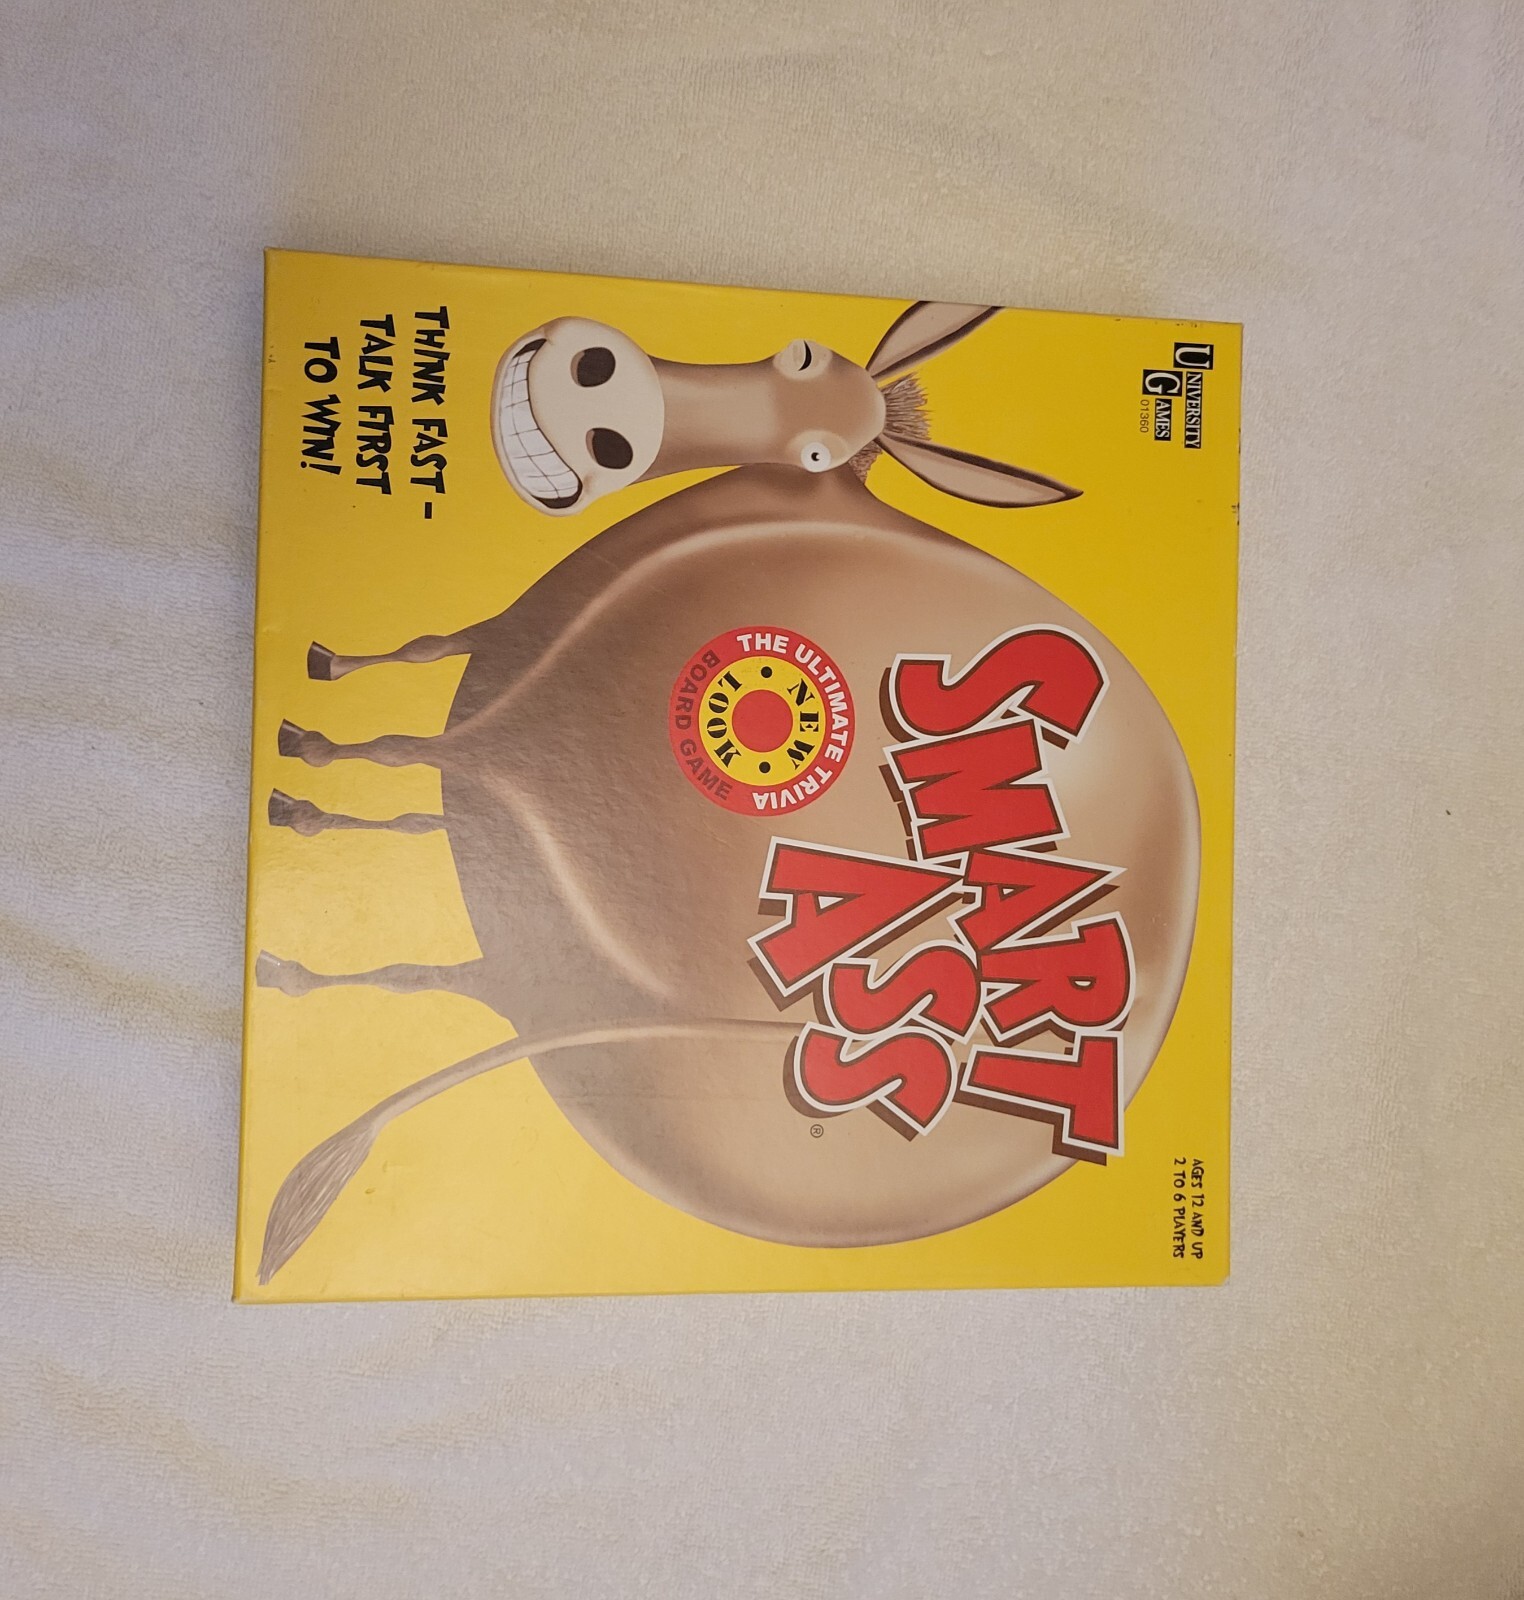 UNIVERSITY
GAMES
01360
AGES 12 AND UP
2 TO 6 PLAYERS
SMART
ASS
®
THE ULTIMATE TRIVIA
BOARD GAME
NEW
LOOK
THINK FAST-
TALK FIRST
TO WIN!